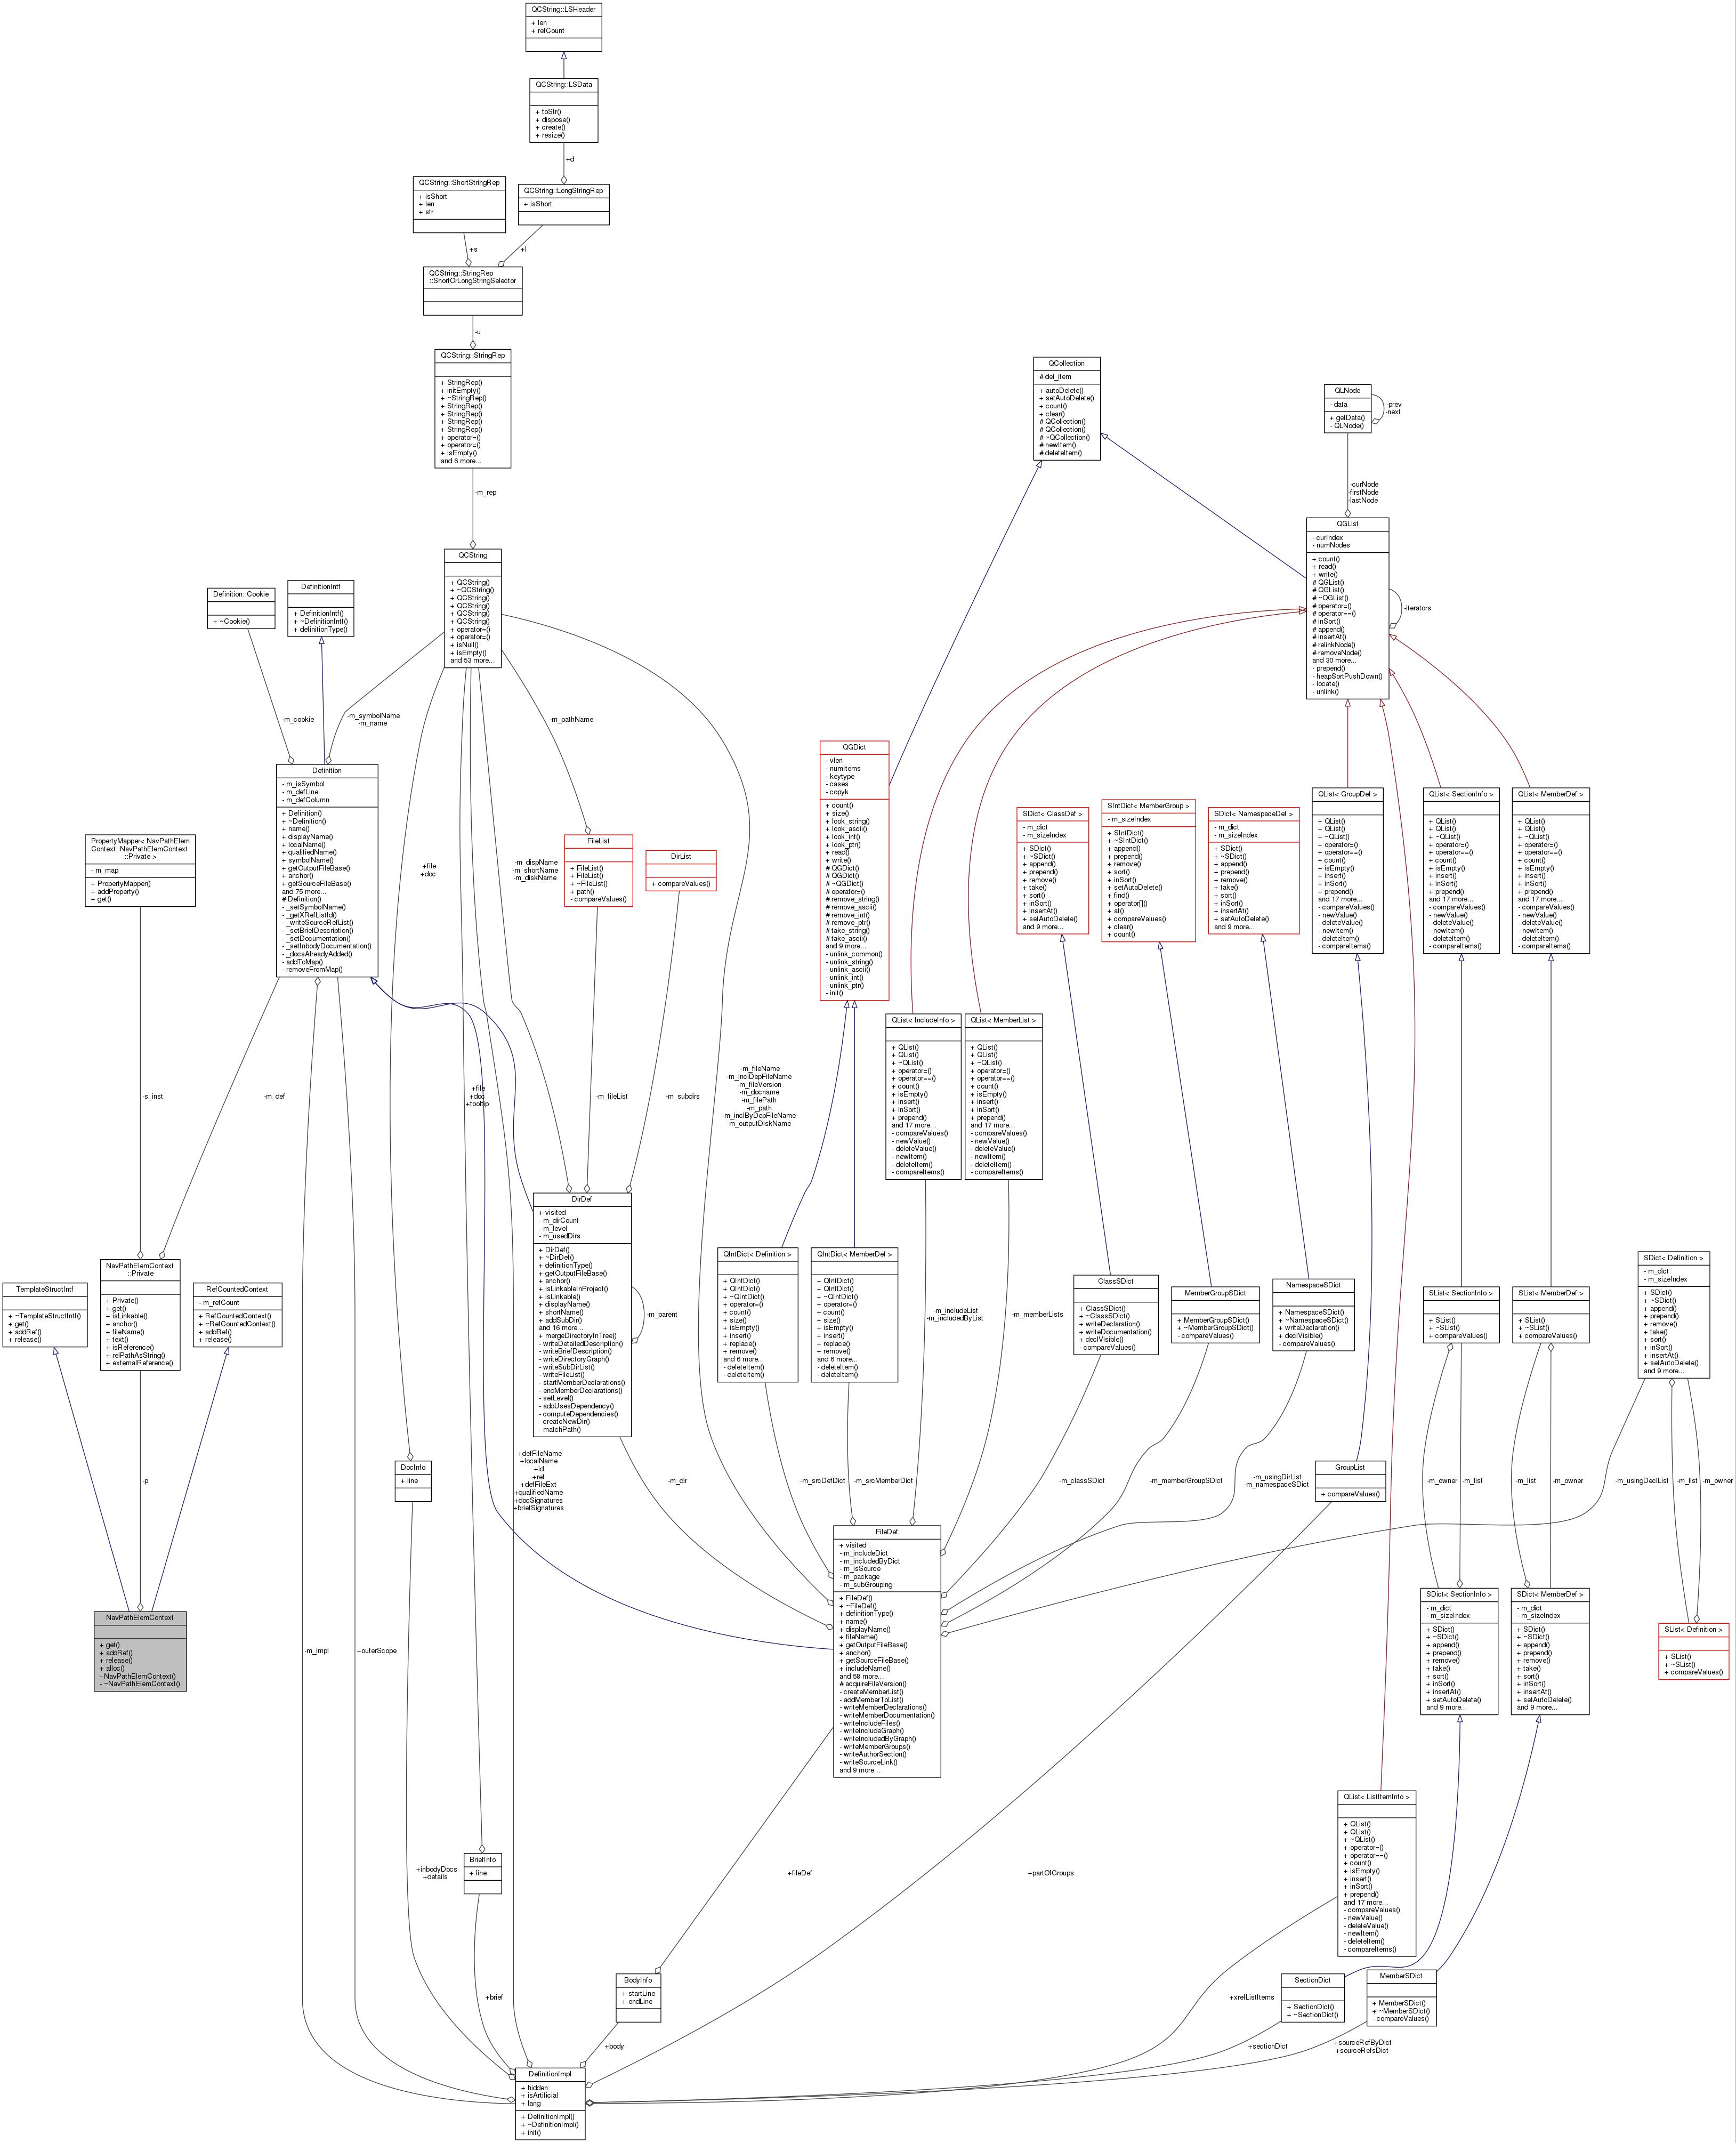 QCString::LSHeader
+ len
+ refCount
QCString::LSData
+ toStr()
+ dispose()
+ create()
+ resize()
+d
QCString::ShortStringRep
+ isShort
+ len
+ str
QCString::LongStringRep
+ isShort
+s
+l
QCString::StringRep
::ShortOrLongStringSelector
-u
QCString::StringRep
+ StringRep()
+ initEmpty()
+ ~StringRep()
+ StringRep()
+ StringRep()
+ StringRep()
+ StringRep()
+ operator=()
+ operator=()
+ isEmpty()
and 6 more...
-m_rep
QCollection
# del_item
+ autoDelete()
+ setAutoDelete()
+ count()
+ clear()
# QCollection()
# QCollection()
# ~QCollection()
# newItem()
# deleteItem()
QLNode
- data
+ getData()
- QLNode()
-prev
-next
-curNode
-firstNode
-lastNode
QGList
- curIndex
- numNodes
+ count()
+ read()
+ write()
# QGList()
# QGList()
# ~QGList()
# operator=()
# operator==()
# inSort()
# append()
# insertAt()
# relinkNode()
# removeNode()
and 30 more...
- prepend()
- heapSortPushDown()
- locate()
- unlink()
-iterators
QCString
+ QCString()
+ ~QCString()
+ QCString()
+ QCString()
+ QCString()
+ QCString()
+ operator=()
+ operator=()
+ isNull()
+ isEmpty()
and 53 more...
Definition::Cookie
+ ~Cookie()
DefinitionIntf
+ DefinitionIntf()
+ ~DefinitionIntf()
+ definitionType()
-m_cookie
-m_symbolName
-m_name
-m_pathName
Definition
- m_isSymbol
- m_defLine
- m_defColumn
+ Definition()
+ ~Definition()
+ name()
+ displayName()
+ localName()
+ qualifiedName()
+ symbolName()
+ getOutputFileBase()
+ anchor()
+ getSourceFileBase()
and 75 more...
# Definition()
- _setSymbolName()
- _getXRefListId()
- _writeSourceRefList()
- _setBriefDescription()
- _setDocumentation()
- _setInbodyDocumentation()
- _docsAlreadyAdded()
- addToMap()
- removeFromMap()
PropertyMapper< NavPathElem
Context::NavPathElemContext
::Private >
- m_map
+ PropertyMapper()
+ addProperty()
+ get()
+file
+doc
-m_dispName
-m_shortName
-m_diskName
FileList
+ FileList()
+ FileList()
+ ~FileList()
+ path()
- compareValues()
DirList
+ compareValues()
QGDict
- vlen
- numItems
- keytype
- cases
- copyk
+ count()
+ size()
+ look_string()
+ look_ascii()
+ look_int()
+ look_ptr()
+ read()
+ write()
# QGDict()
# QGDict()
# ~QGDict()
# operator=()
# remove_string()
# remove_ascii()
# remove_int()
# remove_ptr()
# take_string()
# take_ascii()
and 9 more...
- unlink_common()
- unlink_string()
- unlink_ascii()
- unlink_int()
- unlink_ptr()
- init()
SDict< ClassDef >
- m_dict
- m_sizeIndex
+ SDict()
+ ~SDict()
+ append()
+ prepend()
+ remove()
+ take()
+ sort()
+ inSort()
+ insertAt()
+ setAutoDelete()
and 9 more...
SIntDict< MemberGroup >
- m_sizeIndex
+ SIntDict()
+ ~SIntDict()
+ append()
+ prepend()
+ remove()
+ sort()
+ inSort()
+ setAutoDelete()
+ find()
+ operator[]()
+ at()
+ compareValues()
+ clear()
+ count()
SDict< NamespaceDef >
- m_dict
- m_sizeIndex
+ SDict()
+ ~SDict()
+ append()
+ prepend()
+ remove()
+ take()
+ sort()
+ inSort()
+ insertAt()
+ setAutoDelete()
and 9 more...
QList< GroupDef >
+ QList()
+ QList()
+ ~QList()
+ operator=()
+ operator==()
+ count()
+ isEmpty()
+ insert()
+ inSort()
+ prepend()
and 17 more...
- compareValues()
- newValue()
- deleteValue()
- newItem()
- deleteItem()
- compareItems()
QList< SectionInfo >
+ QList()
+ QList()
+ ~QList()
+ operator=()
+ operator==()
+ count()
+ isEmpty()
+ insert()
+ inSort()
+ prepend()
and 17 more...
- compareValues()
- newValue()
- deleteValue()
- newItem()
- deleteItem()
- compareItems()
QList< MemberDef >
+ QList()
+ QList()
+ ~QList()
+ operator=()
+ operator==()
+ count()
+ isEmpty()
+ insert()
+ inSort()
+ prepend()
and 17 more...
- compareValues()
- newValue()
- deleteValue()
- newItem()
- deleteItem()
- compareItems()
QList< IncludeInfo >
+ QList()
+ QList()
+ ~QList()
+ operator=()
+ operator==()
+ count()
+ isEmpty()
+ insert()
+ inSort()
+ prepend()
and 17 more...
- compareValues()
- newValue()
- deleteValue()
- newItem()
- deleteItem()
- compareItems()
QList< MemberList >
+ QList()
+ QList()
+ ~QList()
+ operator=()
+ operator==()
+ count()
+ isEmpty()
+ insert()
+ inSort()
+ prepend()
and 17 more...
- compareValues()
- newValue()
- deleteValue()
- newItem()
- deleteItem()
- compareItems()
-s_inst
-m_def
+file
+doc
+tooltip
-m_fileList
-m_subdirs
-m_fileName
-m_inclDepFileName
-m_fileVersion
-m_docname
-m_filePath
-m_path
-m_inclByDepFileName
-m_outputDiskName
DirDef
+ visited
- m_dirCount
- m_level
- m_usedDirs
+ DirDef()
+ ~DirDef()
+ definitionType()
+ getOutputFileBase()
+ anchor()
+ isLinkableInProject()
+ isLinkable()
+ displayName()
+ shortName()
+ addSubDir()
and 16 more...
+ mergeDirectoryInTree()
- writeDetailedDescription()
- writeBriefDescription()
- writeDirectoryGraph()
- writeSubDirList()
- writeFileList()
- startMemberDeclarations()
- endMemberDeclarations()
- setLevel()
- addUsesDependency()
- computeDependencies()
- createNewDir()
- matchPath()
-m_parent
NavPathElemContext
::Private
+ Private()
+ get()
+ isLinkable()
+ anchor()
+ fileName()
+ text()
+ isReference()
+ relPathAsString()
+ externalReference()
TemplateStructIntf
+ ~TemplateStructIntf()
+ get()
+ addRef()
+ release()
RefCountedContext
- m_refCount
+ RefCountedContext()
+ ~RefCountedContext()
+ addRef()
+ release()
QIntDict< Definition >
+ QIntDict()
+ QIntDict()
+ ~QIntDict()
+ operator=()
+ count()
+ size()
+ isEmpty()
+ insert()
+ replace()
+ remove()
and 6 more...
- deleteItem()
- deleteItem()
QIntDict< MemberDef >
+ QIntDict()
+ QIntDict()
+ ~QIntDict()
+ operator=()
+ count()
+ size()
+ isEmpty()
+ insert()
+ replace()
+ remove()
and 6 more...
- deleteItem()
- deleteItem()
-m_includeList
-m_includedByList
-m_memberLists
ClassSDict
+ ClassSDict()
+ ~ClassSDict()
+ writeDeclaration()
+ writeDocumentation()
+ declVisible()
- compareValues()
MemberGroupSDict
+ MemberGroupSDict()
+ ~MemberGroupSDict()
- compareValues()
NamespaceSDict
+ NamespaceSDict()
+ ~NamespaceSDict()
+ writeDeclaration()
+ declVisible()
- compareValues()
SList< SectionInfo >
+ SList()
+ ~SList()
+ compareValues()
SList< MemberDef >
+ SList()
+ ~SList()
+ compareValues()
SDict< Definition >
- m_dict
- m_sizeIndex
+ SDict()
+ ~SDict()
+ append()
+ prepend()
+ remove()
+ take()
+ sort()
+ inSort()
+ insertAt()
+ setAutoDelete()
and 9 more...
-p
DocInfo
+ line
+defFileName
+localName
+id
+ref
+defFileExt
+qualifiedName
+docSignatures
+briefSignatures
-m_dir
-m_srcDefDict
-m_srcMemberDict
-m_classSDict
-m_memberGroupSDict
-m_usingDirList
-m_namespaceSDict
GroupList
+ compareValues()
-m_owner
-m_list
-m_list
-m_owner
-m_usingDeclList
-m_list
-m_owner
FileDef
+ visited
- m_includeDict
- m_includedByDict
- m_isSource
- m_package
- m_subGrouping
+ FileDef()
+ ~FileDef()
+ definitionType()
+ name()
+ displayName()
+ fileName()
+ getOutputFileBase()
+ anchor()
+ getSourceFileBase()
+ includeName()
and 58 more...
# acquireFileVersion()
- createMemberList()
- addMemberToList()
- writeMemberDeclarations()
- writeMemberDocumentation()
- writeIncludeFiles()
- writeIncludeGraph()
- writeIncludedByGraph()
- writeMemberGroups()
- writeAuthorSection()
- writeSourceLink()
and 9 more...
NavPathElemContext
+ get()
+ addRef()
+ release()
+ alloc()
- NavPathElemContext()
- ~NavPathElemContext()
-m_impl
+outerScope
SDict< SectionInfo >
- m_dict
- m_sizeIndex
+ SDict()
+ ~SDict()
+ append()
+ prepend()
+ remove()
+ take()
+ sort()
+ inSort()
+ insertAt()
+ setAutoDelete()
and 9 more...
SDict< MemberDef >
- m_dict
- m_sizeIndex
+ SDict()
+ ~SDict()
+ append()
+ prepend()
+ remove()
+ take()
+ sort()
+ inSort()
+ insertAt()
+ setAutoDelete()
and 9 more...
SList< Definition >
+ SList()
+ ~SList()
+ compareValues()
QList< ListItemInfo >
+ QList()
+ QList()
+ ~QList()
+ operator=()
+ operator==()
+ count()
+ isEmpty()
+ insert()
+ inSort()
+ prepend()
and 17 more...
- compareValues()
- newValue()
- deleteValue()
- newItem()
- deleteItem()
- compareItems()
+inbodyDocs
+details
BriefInfo
+ line
+fileDef
+partOfGroups
BodyInfo
+ startLine
+ endLine
+brief
+xrefListItems
SectionDict
+ SectionDict()
+ ~SectionDict()
MemberSDict
+ MemberSDict()
+ ~MemberSDict()
- compareValues()
+body
+sectionDict
+sourceRefByDict
+sourceRefsDict
DefinitionImpl
+ hidden
+ isArtificial
+ lang
+ DefinitionImpl()
+ ~DefinitionImpl()
+ init()